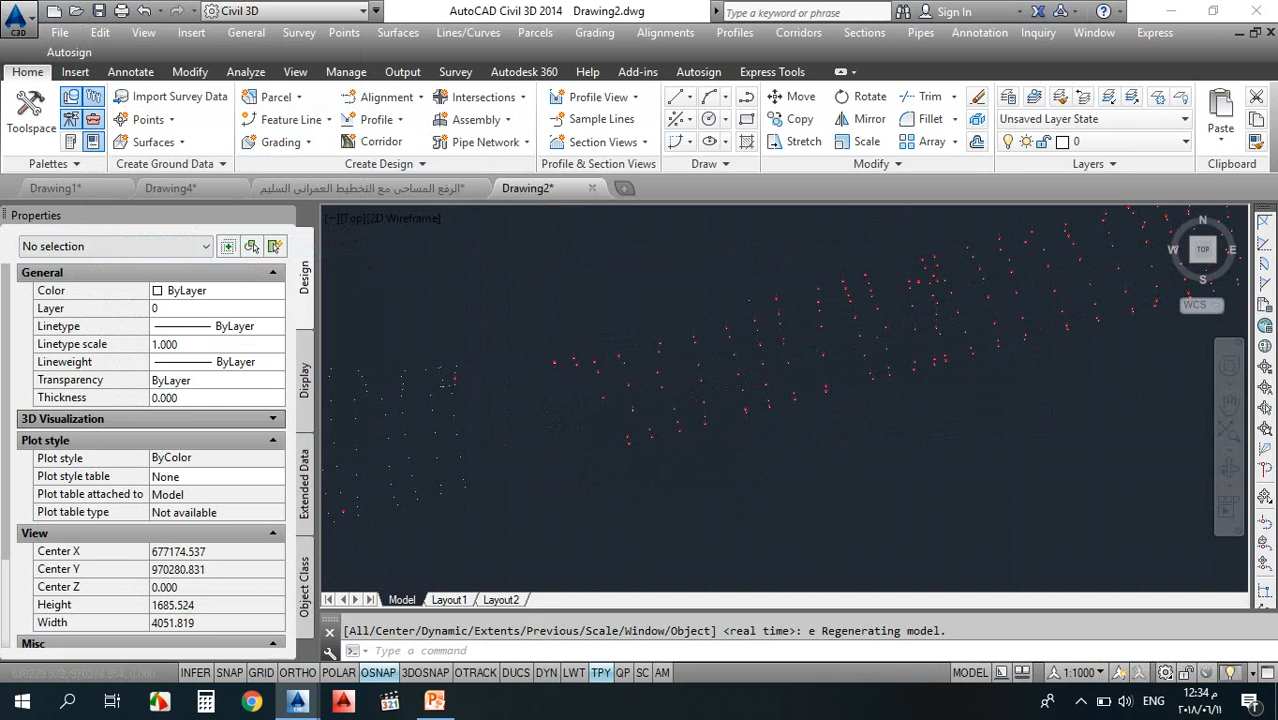 Civil 3D
AutoCAD Civil 3D 2014 Drawing2.dwg
Type a keyword or phrase
Sign In
C3D
File Edit View Insert General Survey Points Surfaces Lines/Curves Parcels Grading Alignments Profiles Corridors Sections Pipes Annotation Inquiry Window Express
Autosign
Home Insert Annotate Modify Analyze View Manage Output Survey Autodesk 360 Help Add-ins Autosign Express Tools
Import Survey Data Parcel Alignment Intersections Profile View Move Rotate Trim
Toolspace Points Feature Line Profile Assembly Sample Lines Copy Mirror Fillet Unsaved Layer State Paste
Surfaces Grading Corridor Pipe Network Section Views Stretch Scale Array 0
Palettes Create Ground Data Create Design Profile & Section Views Draw Modify Layers Clipboard
Drawing1* Drawing4* الرفع المساحى مع التخطيط العمرانى السليم* Drawing2*
Properties
[−][Top][2D Wireframe]
No selection
N
W TOP E
S
WCS
Design
Display
Extended Data
Object Class
General
Color ByLayer
Layer 0
Linetype ByLayer
Linetype scale 1.000
Lineweight ByLayer
Transparency ByLayer
Thickness 0.000
3D Visualization
Plot style
Plot style ByColor
Plot style table None
Plot table attached to Model
Plot table type Not available
View
Center X 677174.537
Center Y 970280.831
Center Z 0.000
Height 1685.524
Width 4051.819
Misc
Model Layout1 Layout2
[All/Center/Dynamic/Extents/Previous/Scale/Window/Object] <real time>: e Regenerating model.
Type a command
INFER SNAP GRID ORTHO POLAR OSNAP 3DOSNAP OTRACK DUCS DYN LWT TPY QP SC AM
MODEL 1:1000
321
ENG
12:34 م
٢٠١٨/٠٦/١١